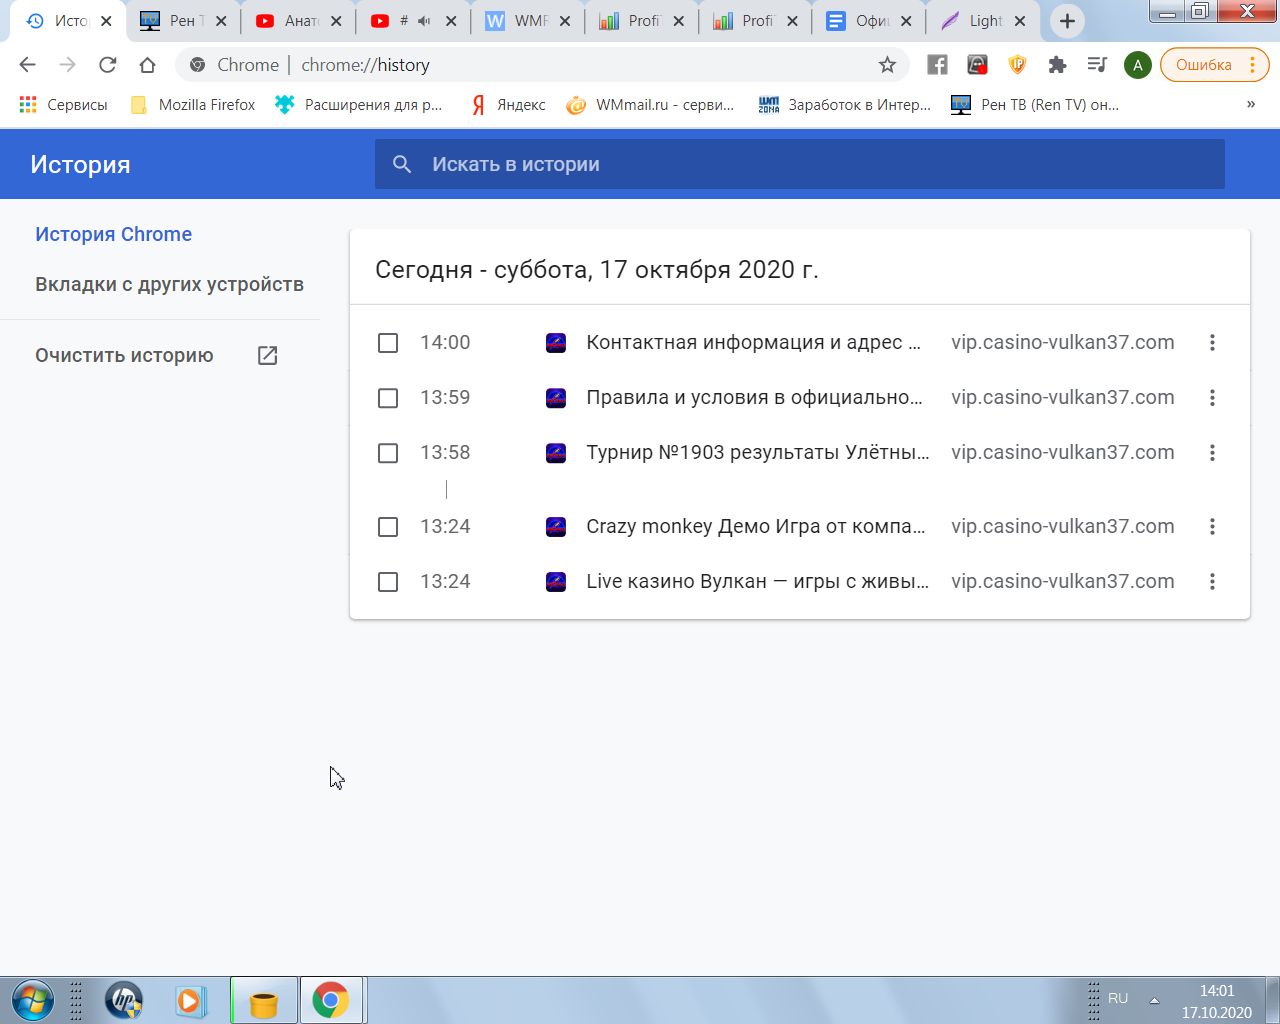 Исто
Рен Т
Анат
#
WMR
Profi
Profi
Офи
Light
Chrome | chrome://history
A
Ошибка
Сервисы
Mozilla Firefox
Расширения для р...
Яндекс
WMmail.ru - серви...
Заработок в Интер...
Рен ТВ (Ren TV) он...
»
История
Искать в истории
История Chrome
Вкладки с других устройств
Очистить историю
Сегодня - суббота, 17 октября 2020 г.
14:00 Контактная информация и адрес ... vip.casino-vulkan37.com
13:59 Правила и условия в официально... vip.casino-vulkan37.com
13:58 Турнир №1903 результаты Улётны... vip.casino-vulkan37.com
13:24 Crazy monkey Демо Игра от компа... vip.casino-vulkan37.com
13:24 Live казино Вулкан — игры с живы... vip.casino-vulkan37.com
hp
RU
14:01
17.10.2020